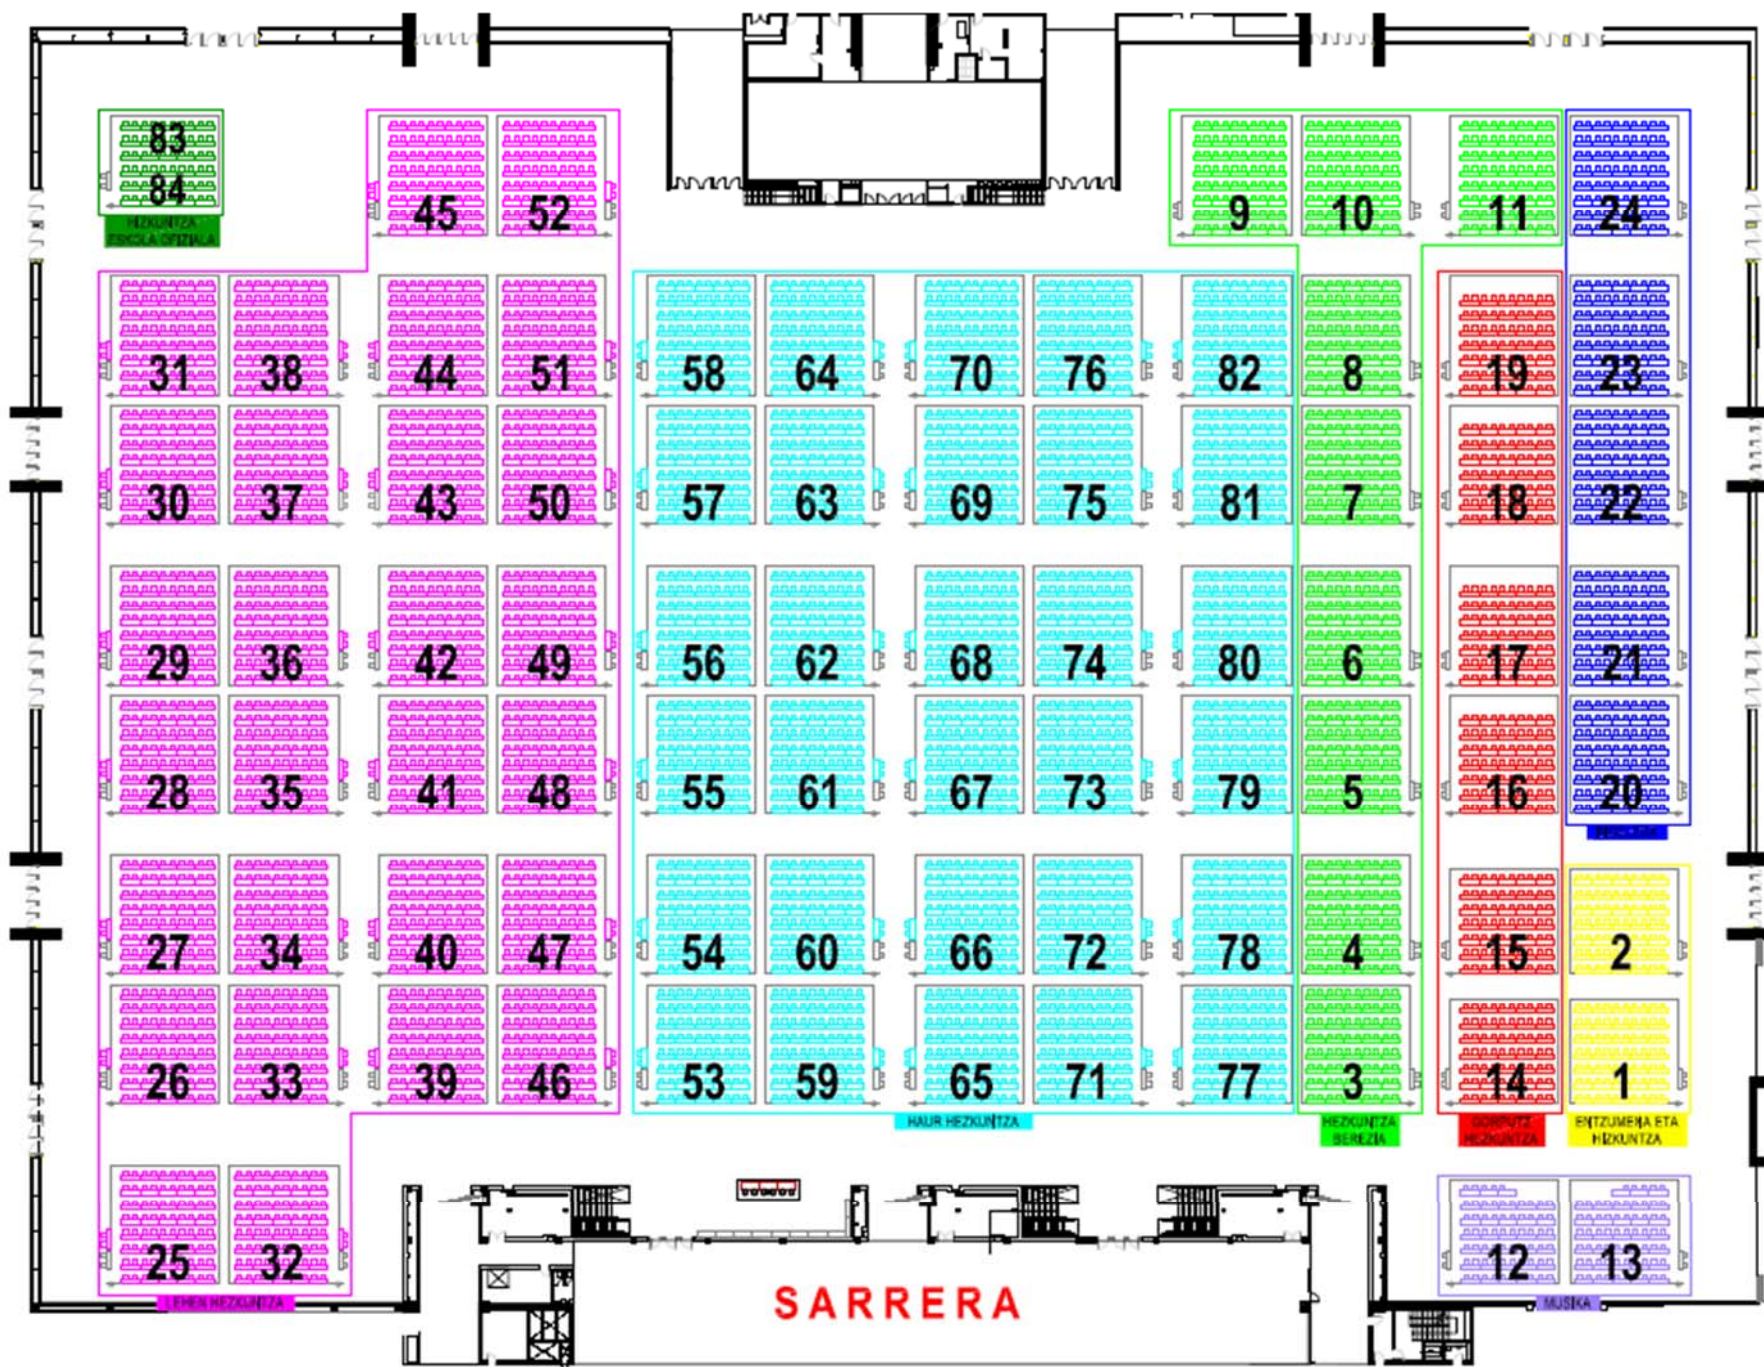 83
84
HIZKUNTZA
ESKOLA OFIZIALA
45 52 9 10 11 24
31 38 44 51 58 64 70 76 82 8 19 23
30 37 43 50 57 63 69 75 81 7 18 22
29 36 42 49 56 62 68 74 80 6 17 21
28 35 41 48 55 61 67 73 79 5 16 20
27 34 40 47 54 60 66 72 78 4 15 2
26 33 39 46 53 59 65 71 77 3 14 1
HAUR HEZKUNTZA
HEZKUNTZA
BEREZIA
GORPUTZ
HEZKUNTZA
ENTZUMENA ETA
HIZKUNTZA
25 32 12 13
LEHEN HEZKUNTZA
SARRERA
MUSIKA